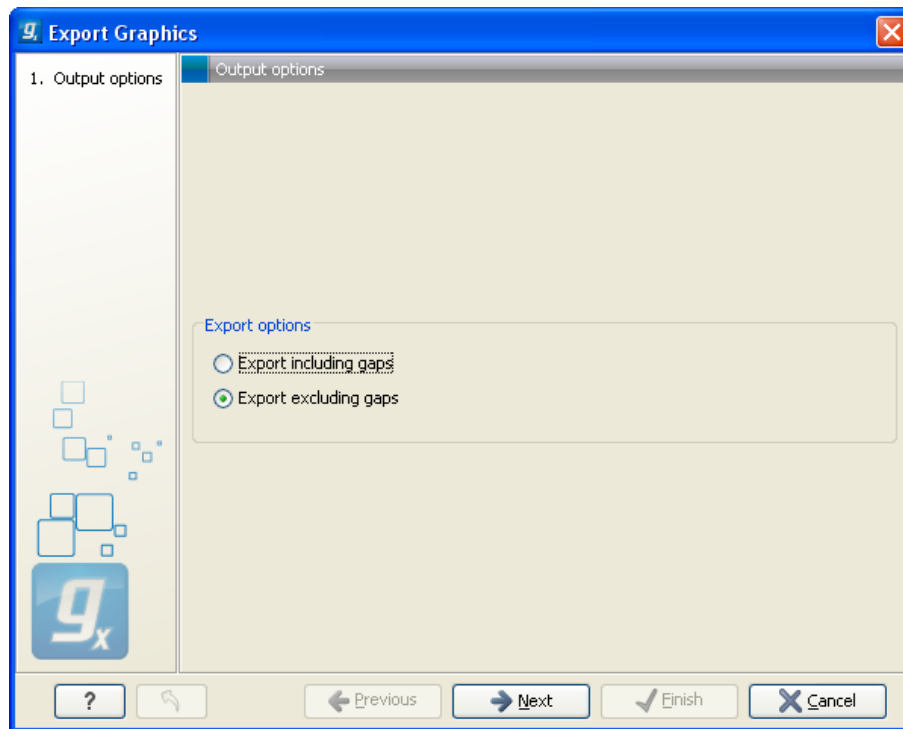 Export Graphics
1. Output options
Output options
Export options
Export including gaps
Export excluding gaps
gx
?
Previous
Next
Finish
Cancel